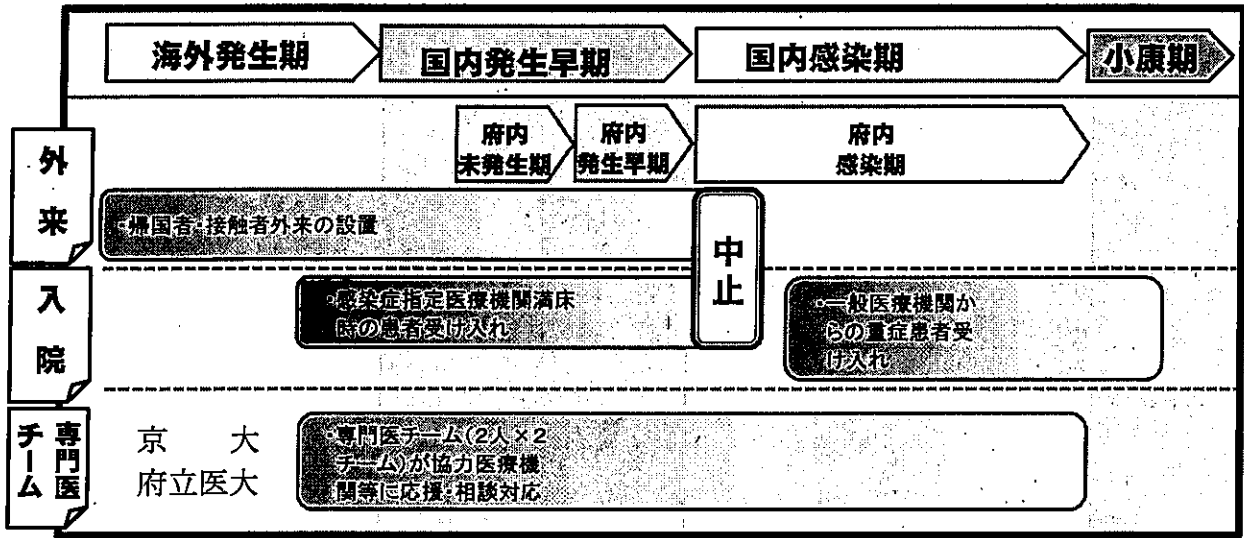 海外発生期
国内発生早期
国内感染期
小康期
府内
未発生期
府内
発生早期
府内
感染期
外来
・帰国者・接触者外来の設置
中止
入院
・感染症指定医療機関満床
時の患者受け入れ
・一般医療機関か
らの重症患者受
け入れ
専門医
チーム
京 大
府立医大
・専門医チーム(2人×2
チーム)が協力医療機
関等に応援・相談対応